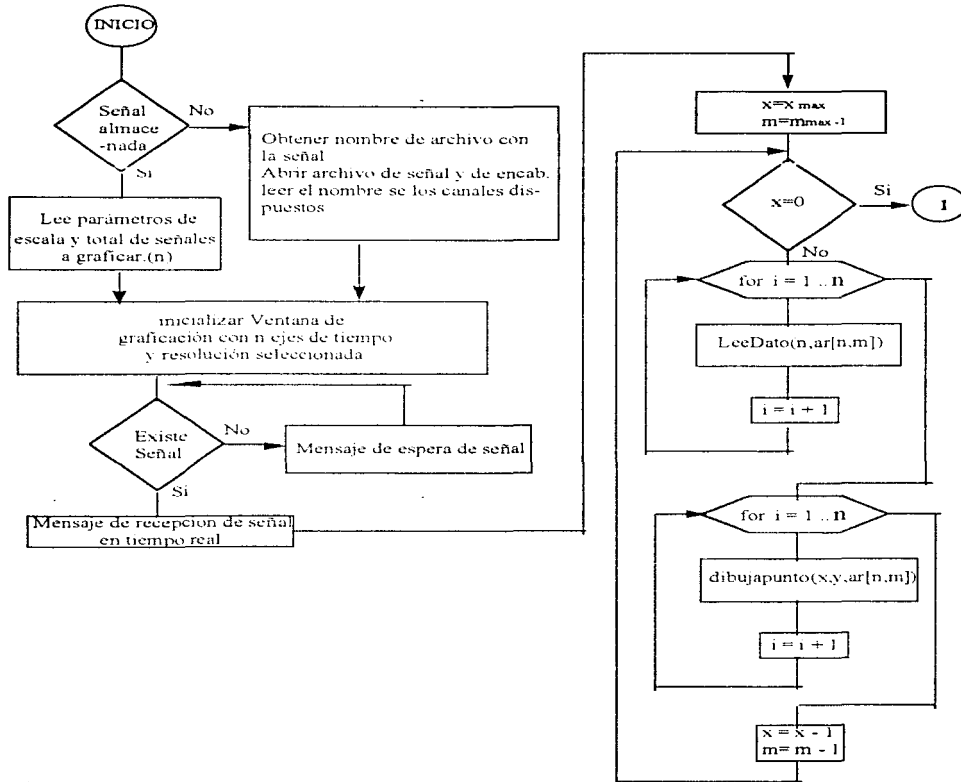 INICIO
Señal
almace
-nada
No
Si
Obtener nombre de archivo con
la señal
Abrir archivo de señal y de encab.
leer el nombre se los canales dis-
puestos
Lee parámetros de
escala y total de señales
a graficar.(n)
inicializar Ventana de
graficación con n ejes de tiempo
y resolución seleccionada
Existe
Señal
No
Si
Mensaje de espera de señal
Mensaje de recepcion de señal
en tiempo real
x=x max
m=mmax-1
x=0
Si
1
No
for i = 1 ..n
LeeDato(n,ar[n,m])
i = i + 1
for i = 1 ..n
dibujapunto(x,y,ar[n,m])
i = i + 1
x = x - 1
m= m - 1